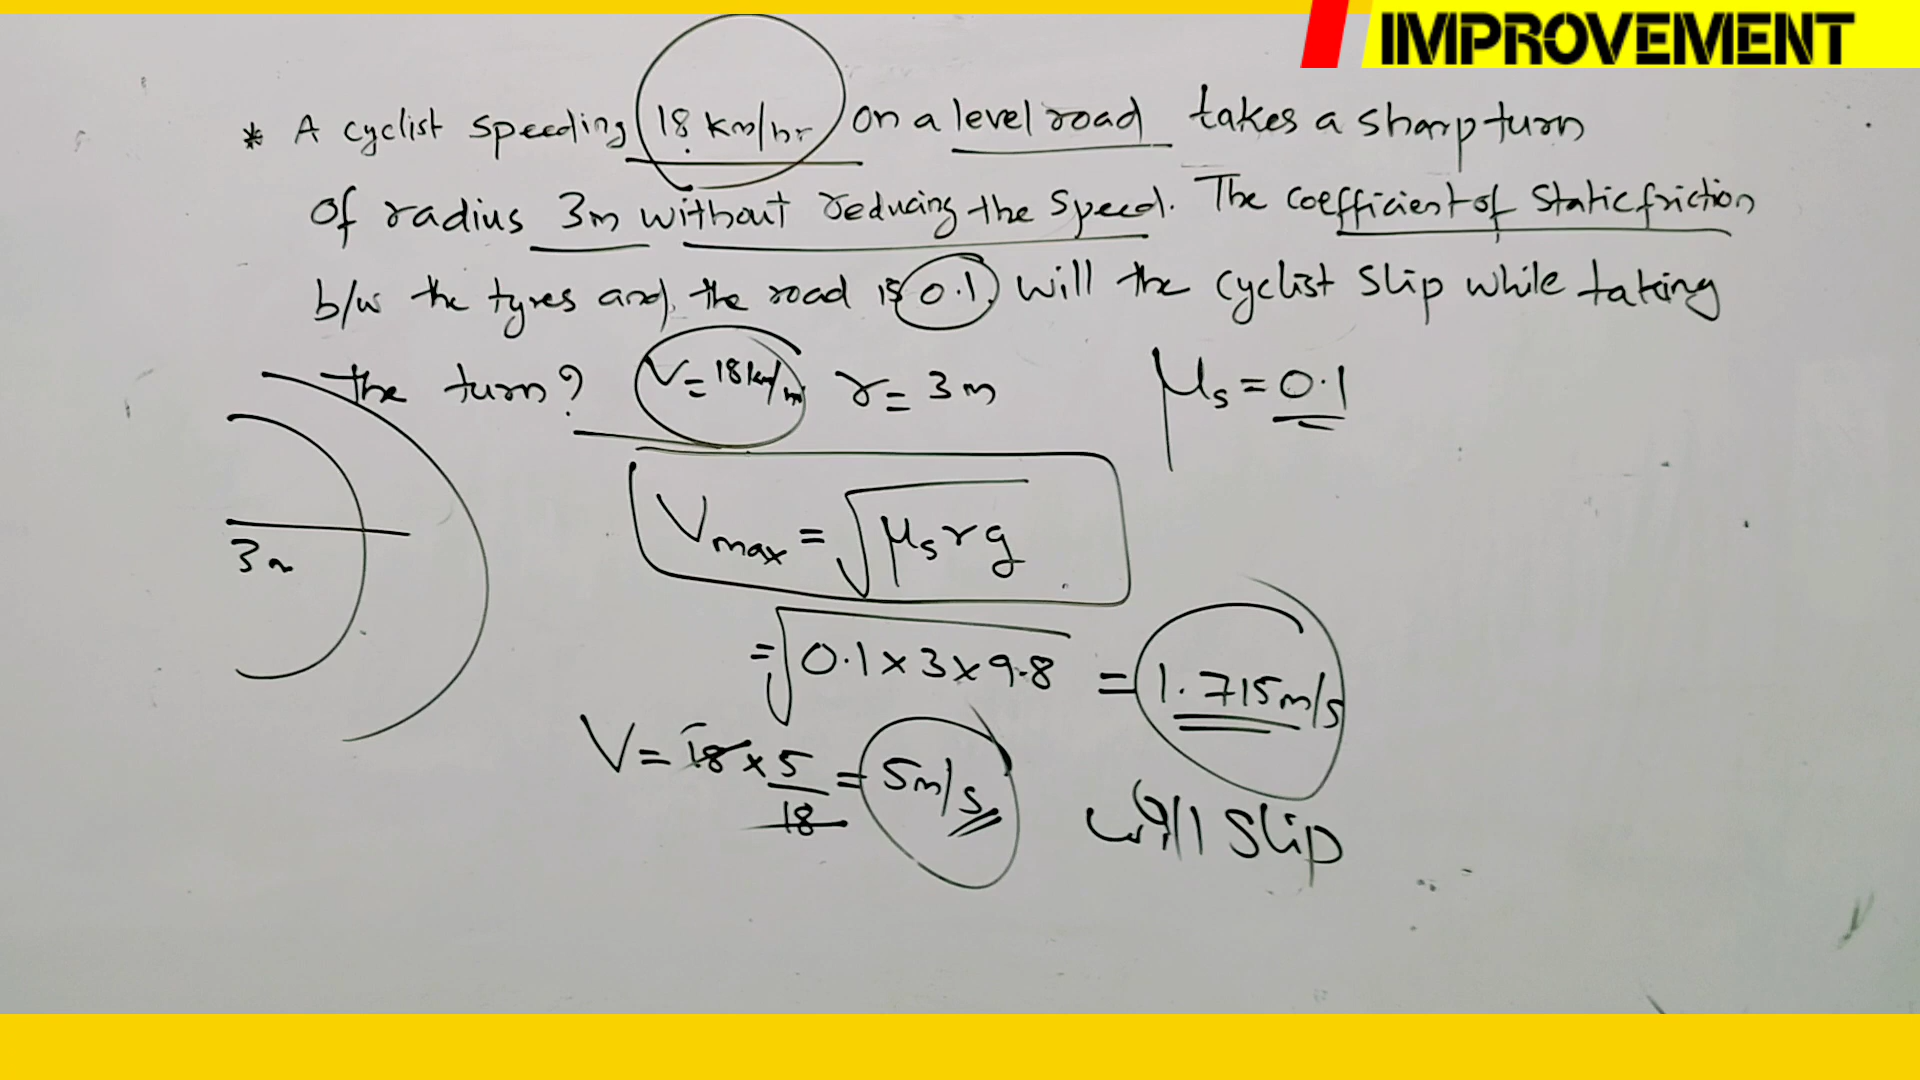 IMPROVEMENT
* A cyclist speeding 18 km/hr on a level road takes a sharp turn
of radius 3m without reducing the speed. The coefficient of static friction
b/w the tyres and the road is 0.1. Will the cyclist slip while taking
the turn? V = 18 km/hr r = 3m μs = 0.1
Vmax = √μs r g
3m
= √0.1 x 3 x 9.8 = 1.715 m/s
V = 18 x 5/18 = 5 m/s
will slip